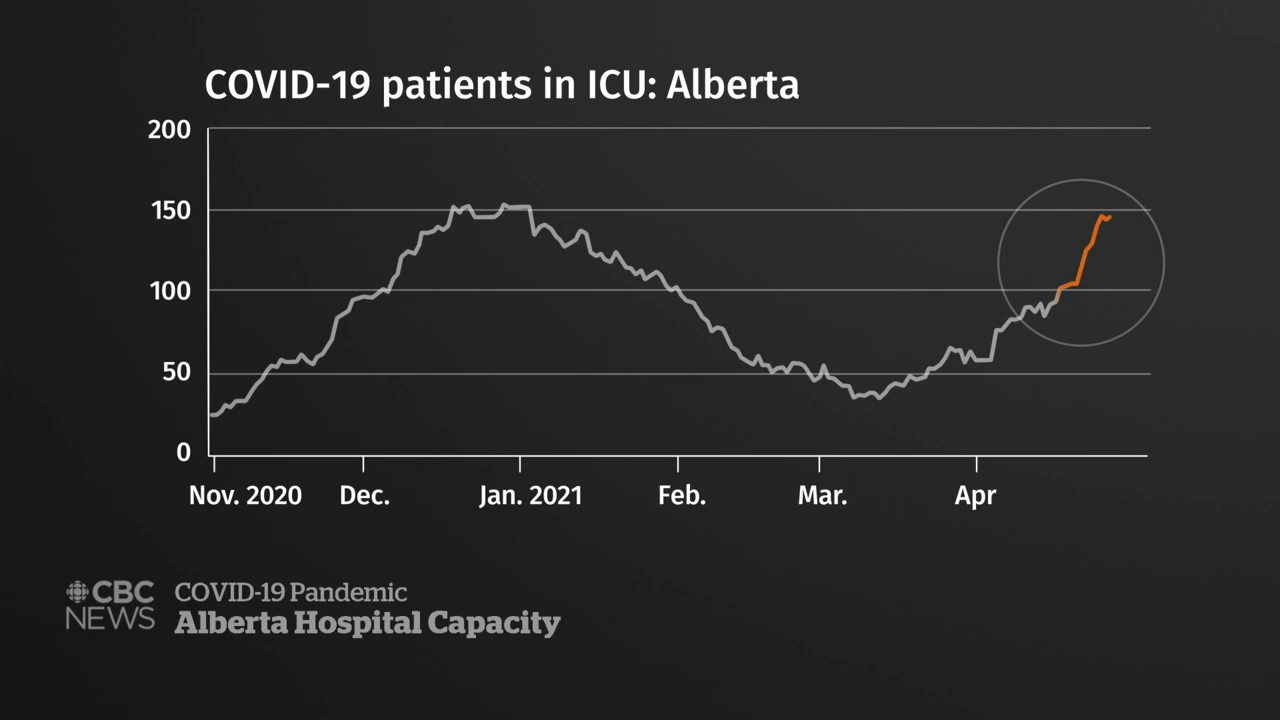 COVID-19 patients in ICU: Alberta
200
150
100
50
0
Nov. 2020 Dec. Jan. 2021 Feb. Mar. Apr
CBC
NEWS
COVID-19 Pandemic
Alberta Hospital Capacity